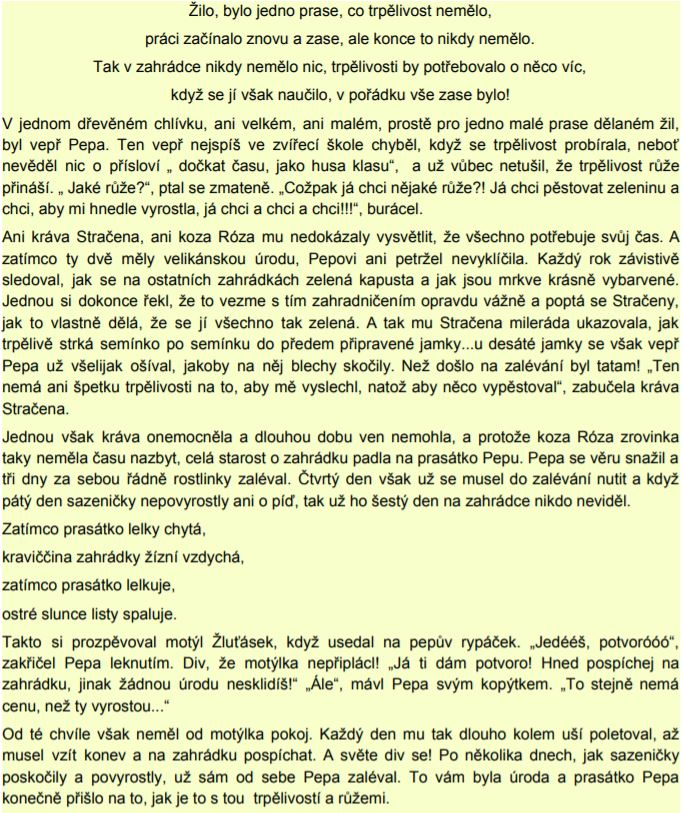 Žilo, bylo jedno prase, co trpělivost nemělo,
práci začínalo znovu a zase, ale konce to nikdy nemělo.
Tak v zahrádce nikdy nemělo nic, trpělivosti by potřebovalo o něco víc,
když se jí však naučilo, v pořádku vše zase bylo!
V jednom dřevěném chlívku, ani velkém, ani malém, prostě pro jedno malé prase dělaném žil,
byl vepř Pepa. Ten vepř nejspíš ve zvířecí škole chyběl, když se trpělivost probírala, neboť
nevěděl nic o přísloví „ dočkat času, jako husa klasu“, a už vůbec netušil, že trpělivost růže
přináší. „ Jaké růže?“, ptal se zmateně. „Cožpak já chci nějaké růže?! Já chci pěstovat zeleninu a
chci, aby mi hnedle vyrostla, já chci a chci a chci!!!“, burácel.
Ani kráva Stračena, ani koza Róza mu nedokázaly vysvětlit, že všechno potřebuje svůj čas. A
zatímco ty dvě měly velikánskou úrodu, Pepovi ani petržel nevyklíčila. Každý rok závistivě
sledoval, jak se na ostatních zahrádkách zelená kapusta a jak jsou mrkve krásně vybarvené.
Jednou si dokonce řekl, že to vezme s tím zahradničením opravdu vážně a poptá se Stračeny,
jak to vlastně dělá, že se jí všechno tak zelená. A tak mu Stračena mileráda ukazovala, jak
trpělivě strká semínko po semínku do předem připravené jamky...u desáté jamky se však vepř
Pepa už všelijak ošíval, jakoby na něj blechy skočily. Než došlo na zalévání byl tatam! „Ten
nemá ani špetku trpělivosti na to, aby mě vyslechl, natož aby něco vypěstoval“, zabučela kráva
Stračena.
Jednou však kráva onemocněla a dlouhou dobu ven nemohla, a protože koza Róza zrovinka
taky neměla času nazbyt, celá starost o zahrádku padla na prasátko Pepu. Pepa se věru snažil a
tři dny za sebou řádně rostlinky zaléval. Čtvrtý den však už se musel do zalévání nutit a když
pátý den sazeničky nepovyrostly ani o píď, tak už ho šestý den na zahrádce nikdo neviděl.
Zatímco prasátko lelky chytá,
kraviččina zahrádky žízní vzdychá,
zatímco prasátko lelkuje,
ostré slunce listy spaluje.
Takto si prozpěvoval motýl Žluťásek, když usedal na pepův rypáček. „Jedééš, potvoróóó“,
zakřičel Pepa leknutím. Div, že motýlka nepřiplácl! „Já ti dám potvoro! Hned pospíchej na
zahrádku, jinak žádnou úrodu nesklidíš!“ „Ále“, mávl Pepa svým kopýtkem. „To stejně nemá
cenu, než ty vyrostou...“
Od té chvíle však neměl od motýlka pokoj. Každý den mu tak dlouho kolem uší poletoval, až
musel vzít konev a na zahrádku pospíchat. A světe div se! Po několika dnech, jak sazeničky
poskočily a povyrostly, už sám od sebe Pepa zaléval. To vám byla úroda a prasátko Pepa
konečně přišlo na to, jak je to s tou trpělivostí a růžemi.